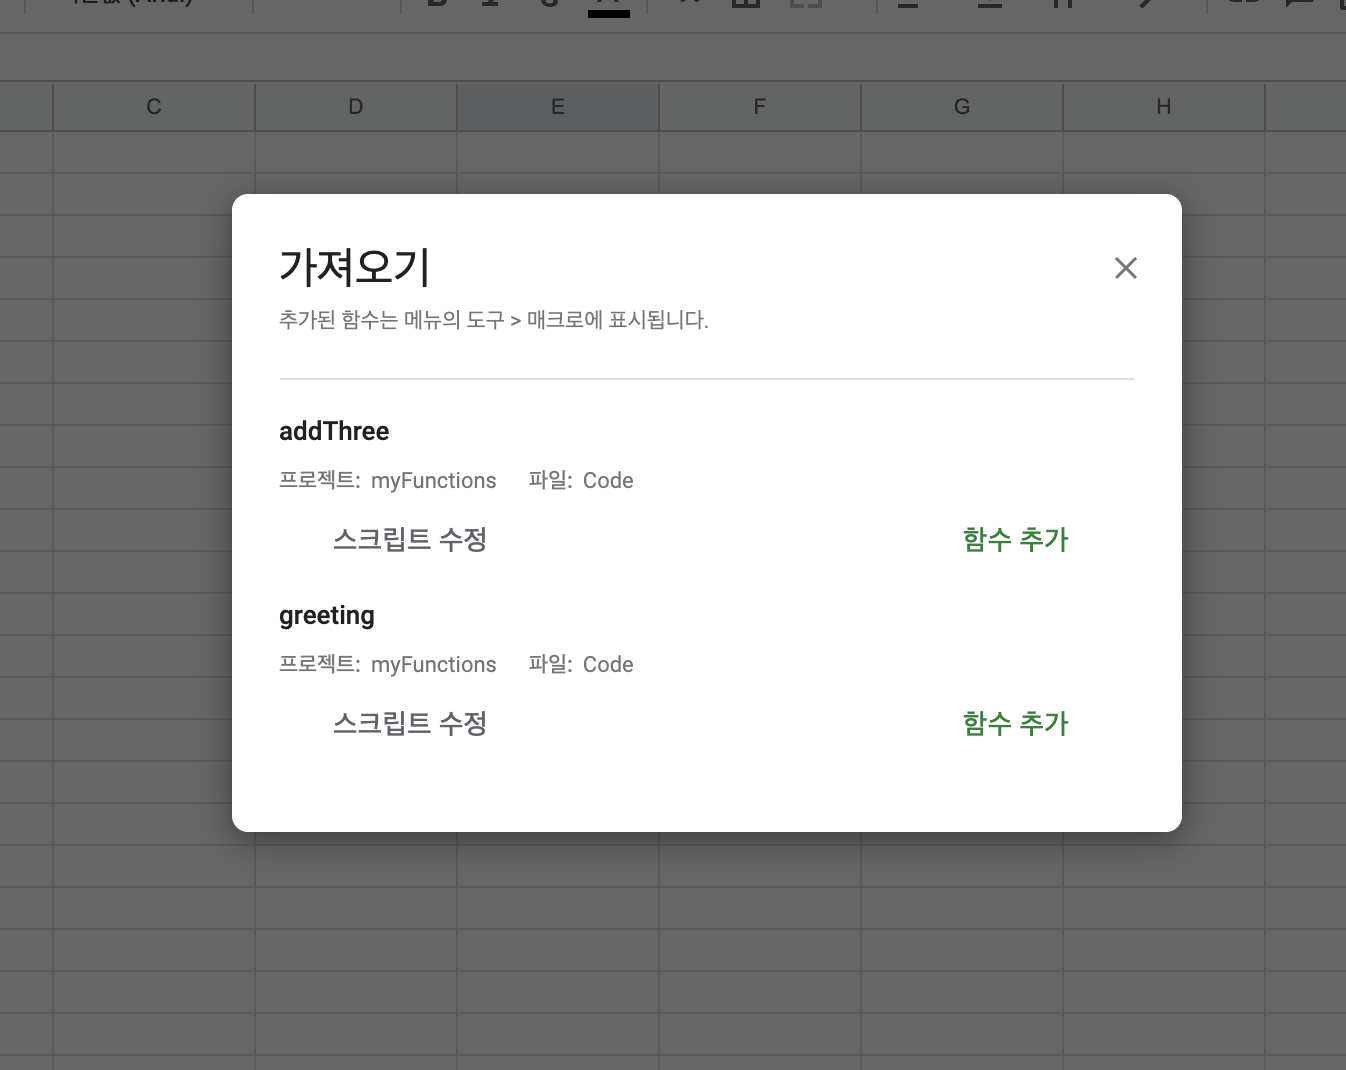 C D E F G H
가져오기
추가된 함수는 메뉴의 도구 > 매크로에 표시됩니다.
addThree
프로젝트: myFunctions 파일: Code
스크립트 수정 함수 추가
greeting
프로젝트: myFunctions 파일: Code
스크립트 수정 함수 추가